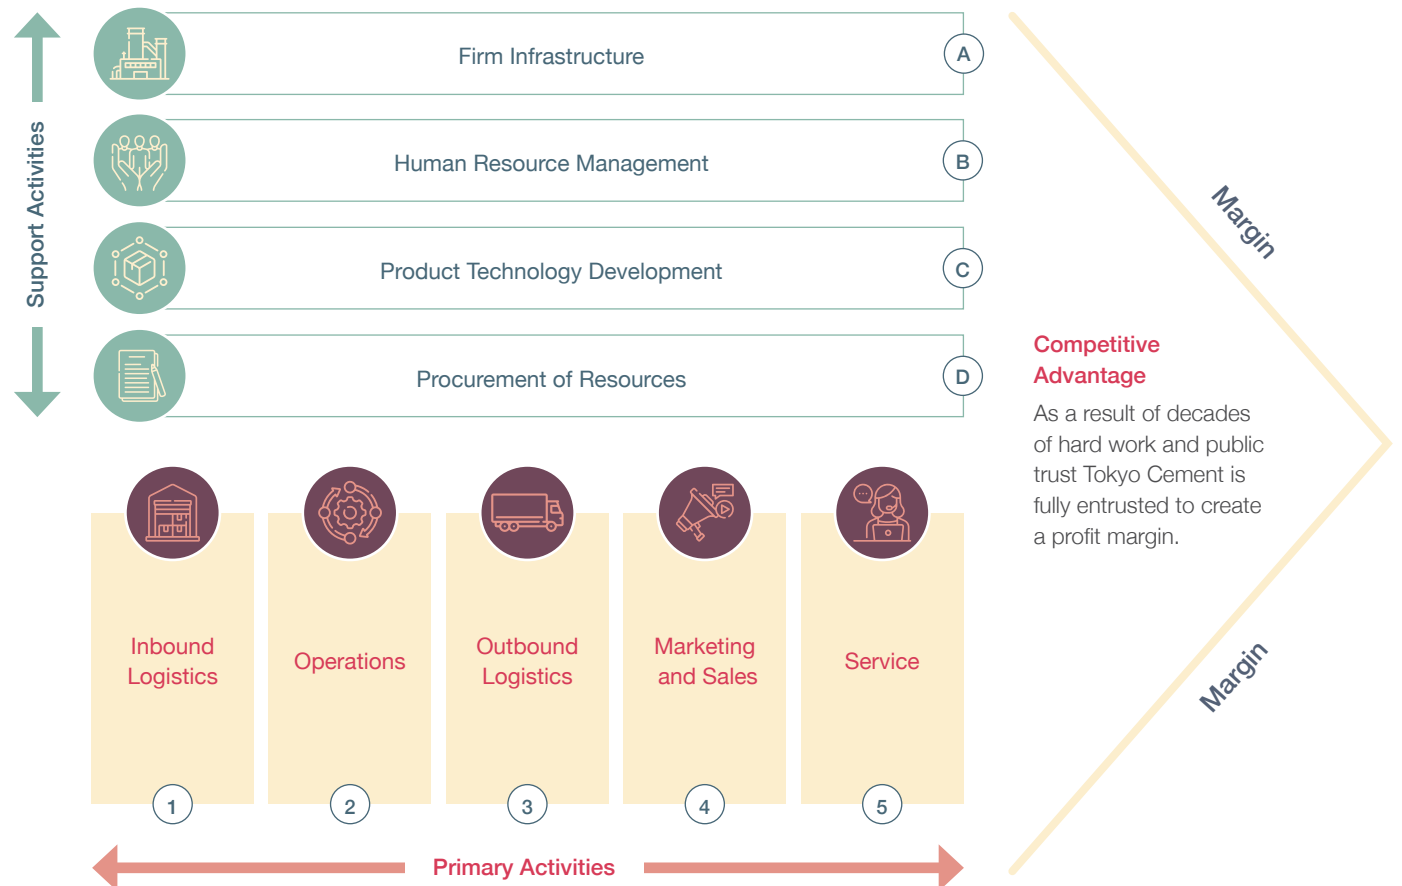 Support Activities
Firm Infrastructure
A
Human Resource Management
B
Product Technology Development
C
Procurement of Resources
D
Margin
Competitive
Advantage
As a result of decades
of hard work and public
trust Tokyo Cement is
fully entrusted to create
a profit margin.
Margin
Inbound
Logistics
1
Operations
2
Outbound
Logistics
3
Marketing
and Sales
4
Service
5
Primary Activities